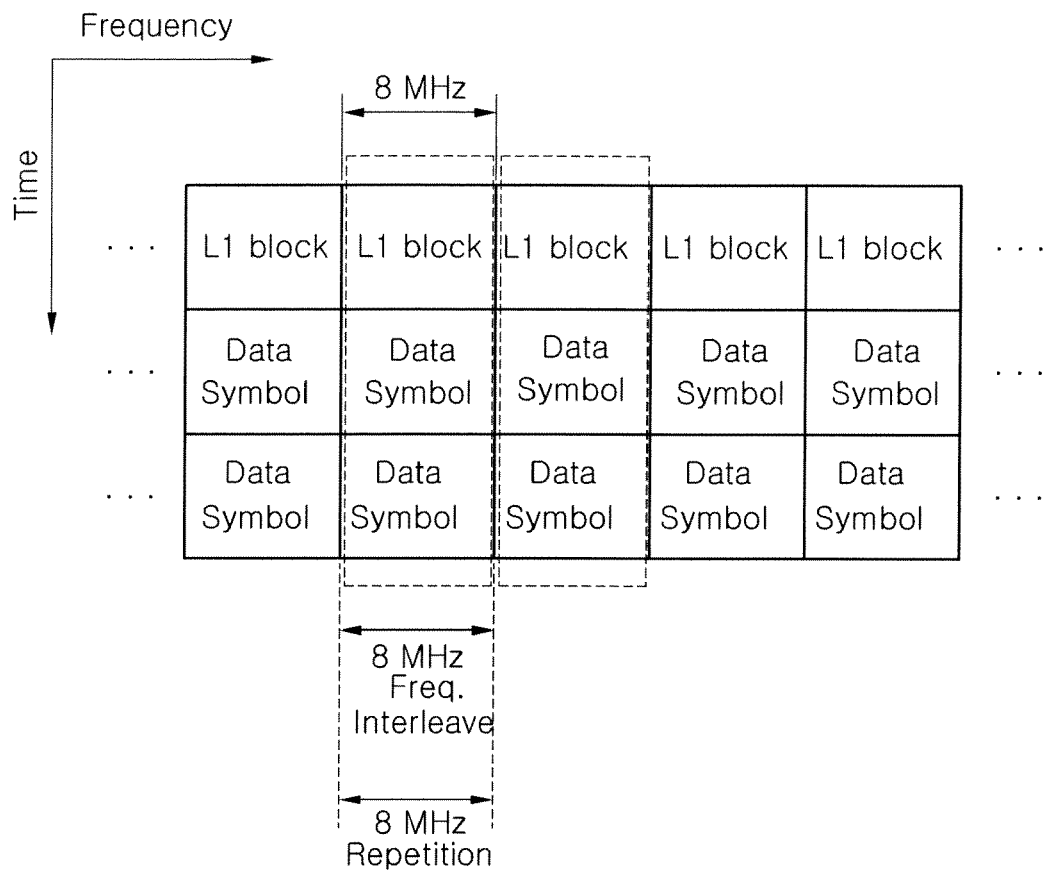 Frequency
8 MHz
Time
... L1 block L1 block L1 block L1 block L1 block ...
Data Data Data Data Data
... Symbol Symbol Symbol Symbol Symbol ...
Data Data Data Data Data
... Symbol Symbol Symbol Symbol Symbol ...
8 MHz
Freq.
Interleave
8 MHz
Repetition